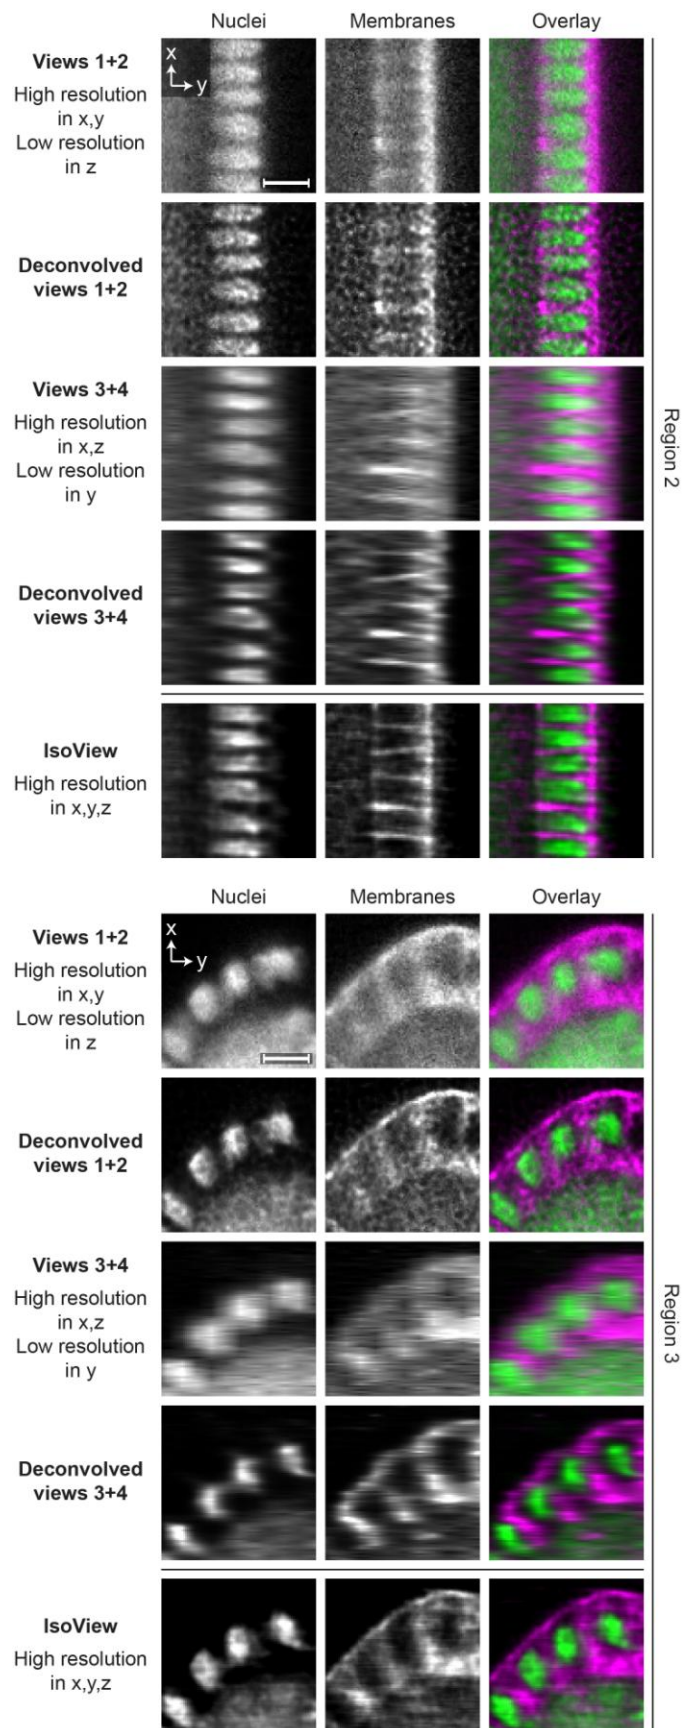 Nuclei Membranes Overlay
Views 1+2
High resolution
in x,y
Low resolution
in z
x
y
Deconvolved
views 1+2
Views 3+4
High resolution
in x,z
Low resolution
in y
Deconvolved
views 3+4
IsoView
High resolution
in x,y,z
Region 2
Nuclei Membranes Overlay
Views 1+2
High resolution
in x,y
Low resolution
in z
x
y
Deconvolved
views 1+2
Views 3+4
High resolution
in x,z
Low resolution
in y
Deconvolved
views 3+4
IsoView
High resolution
in x,y,z
Region 3